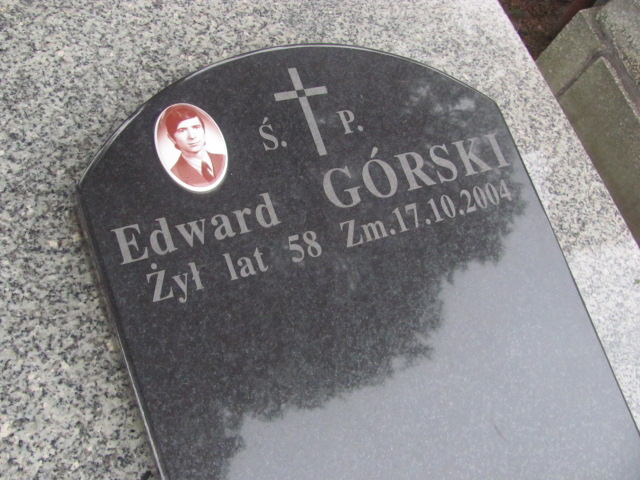 Ś. P.
Edward GÓRSKI
Żył lat 58 Zm.17.10.2004